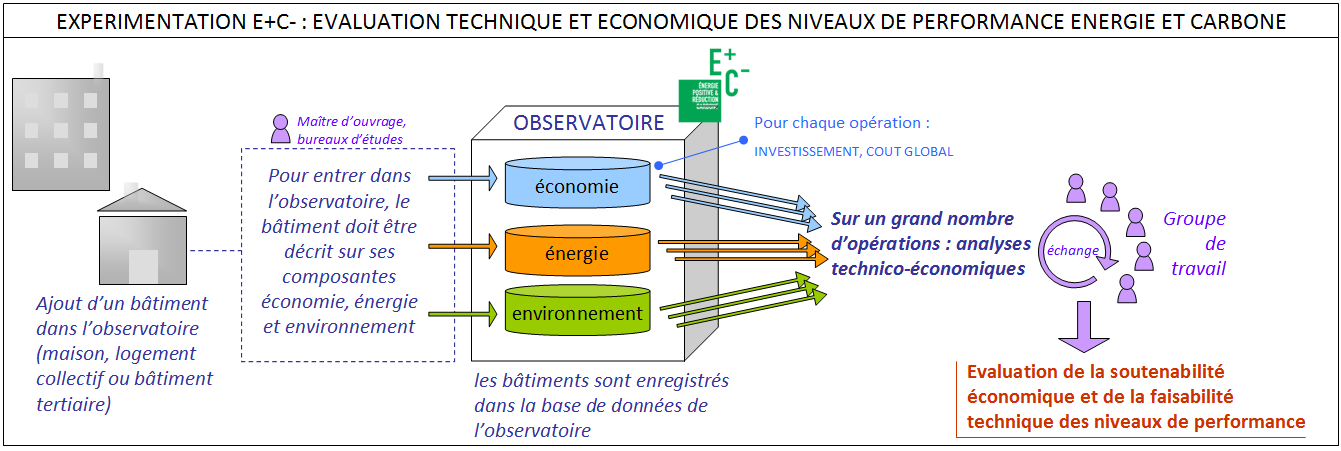 EXPERIMENTATION E+C- : EVALUATION TECHNIQUE ET ECONOMIQUE DES NIVEAUX DE PERFORMANCE ENERGIE ET CARBONE
Ajout d'un bâtiment
dans l'observatoire
(maison, logement
collectif ou bâtiment
tertiaire)
Maître d'ouvrage,
bureaux d'études
Pour entrer dans
l'observatoire, le
bâtiment doit être
décrit sur ses
composantes
économie, énergie
et environnement
E+
C-
ÉNERGIE
POSITIVE &
RÉDUCTION
OBSERVATOIRE
économie
énergie
environnement
les bâtiments sont enregistrés
dans la base de données de
l'observatoire
Pour chaque opération :
INVESTISSEMENT, COUT GLOBAL
Sur un grand nombre
d'opérations : analyses
technico-économiques
échange
Groupe
de
travail
Evaluation de la soutenabilité
économique et de la faisabilité
technique des niveaux de performance